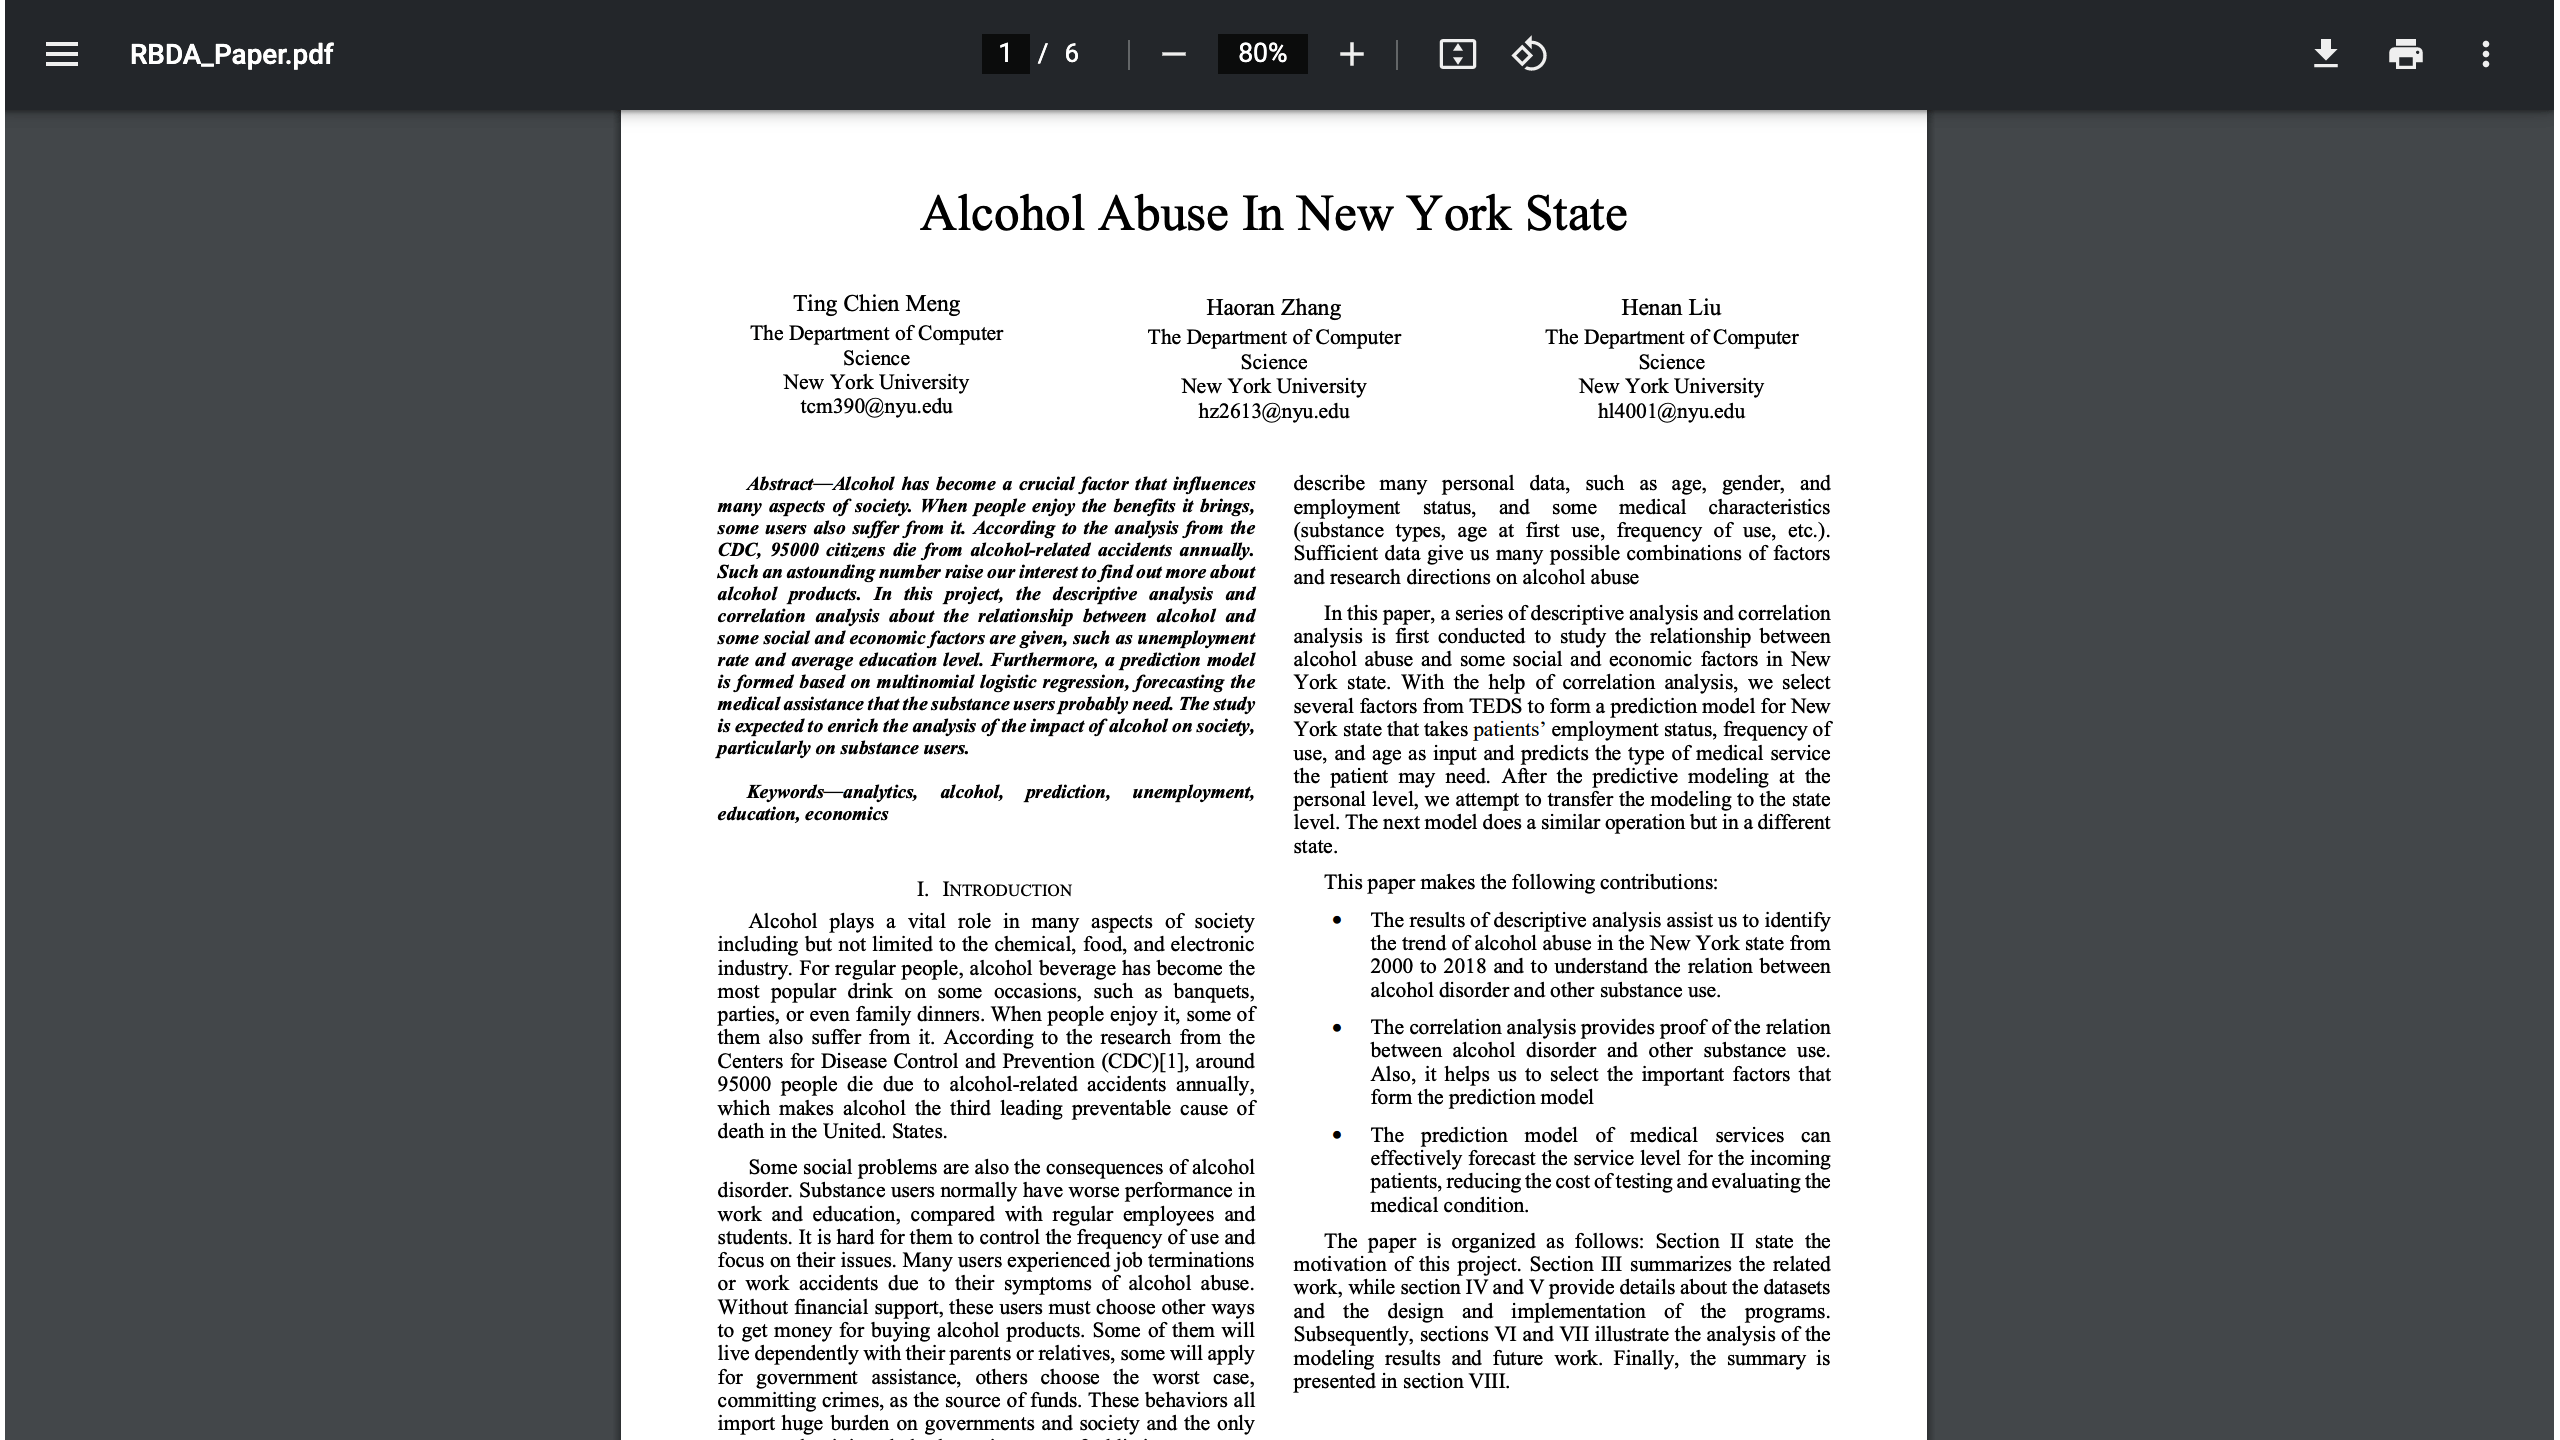 RBDA_Paper.pdf
1 / 6
80%
Alcohol Abuse In New York State
Ting Chien Meng
The Department of Computer
Science
New York University
tcm390@nyu.edu
Haoran Zhang
The Department of Computer
Science
New York University
hz2613@nyu.edu
Henan Liu
The Department of Computer
Science
New York University
hl4001@nyu.edu
Abstract—Alcohol has become a crucial factor that influences
many aspects of society. When people enjoy the benefits it brings,
some users also suffer from it. According to the analysis from the
CDC, 95000 citizens die from alcohol-related accidents annually.
Such an astounding number raise our interest to find out more about
alcohol products. In this project, the descriptive analysis and
correlation analysis about the relationship between alcohol and
some social and economic factors are given, such as unemployment
rate and average education level. Furthermore, a prediction model
is formed based on multinomial logistic regression, forecasting the
medical assistance that the substance users probably need. The study
is expected to enrich the analysis of the impact of alcohol on society,
particularly on substance users.
Keywords—analytics, alcohol, prediction, unemployment,
education, economics
I. INTRODUCTION
Alcohol plays a vital role in many aspects of society
including but not limited to the chemical, food, and electronic
industry. For regular people, alcohol beverage has become the
most popular drink on some occasions, such as banquets,
parties, or even family dinners. When people enjoy it, some of
them also suffer from it. According to the research from the
Centers for Disease Control and Prevention (CDC)[1], around
95000 people die due to alcohol-related accidents annually,
which makes alcohol the third leading preventable cause of
death in the United. States.
Some social problems are also the consequences of alcohol
disorder. Substance users normally have worse performance in
work and education, compared with regular employees and
students. It is hard for them to control the frequency of use and
focus on their issues. Many users experienced job terminations
or work accidents due to their symptoms of alcohol abuse.
Without financial support, these users must choose other ways
to get money for buying alcohol products. Some of them will
live dependently with their parents or relatives, some will apply
for government assistance, others choose the worst case,
committing crimes, as the source of funds. These behaviors all
import huge burden on governments and society and the only
describe many personal data, such as age, gender, and
employment status, and some medical characteristics
(substance types, age at first use, frequency of use, etc.).
Sufficient data give us many possible combinations of factors
and research directions on alcohol abuse
In this paper, a series of descriptive analysis and correlation
analysis is first conducted to study the relationship between
alcohol abuse and some social and economic factors in New
York state. With the help of correlation analysis, we select
several factors from TEDS to form a prediction model for New
York state that takes patients’ employment status, frequency of
use, and age as input and predicts the type of medical service
the patient may need. After the predictive modeling at the
personal level, we attempt to transfer the modeling to the state
level. The next model does a similar operation but in a different
state.
This paper makes the following contributions:
• The results of descriptive analysis assist us to identify
the trend of alcohol abuse in the New York state from
2000 to 2018 and to understand the relation between
alcohol disorder and other substance use.
• The correlation analysis provides proof of the relation
between alcohol disorder and other substance use.
Also, it helps us to select the important factors that
form the prediction model
• The prediction model of medical services can
effectively forecast the service level for the incoming
patients, reducing the cost of testing and evaluating the
medical condition.
The paper is organized as follows: Section II state the
motivation of this project. Section III summarizes the related
work, while section IV and V provide details about the datasets
and the design and implementation of the programs.
Subsequently, sections VI and VII illustrate the analysis of the
modeling results and future work. Finally, the summary is
presented in section VIII.